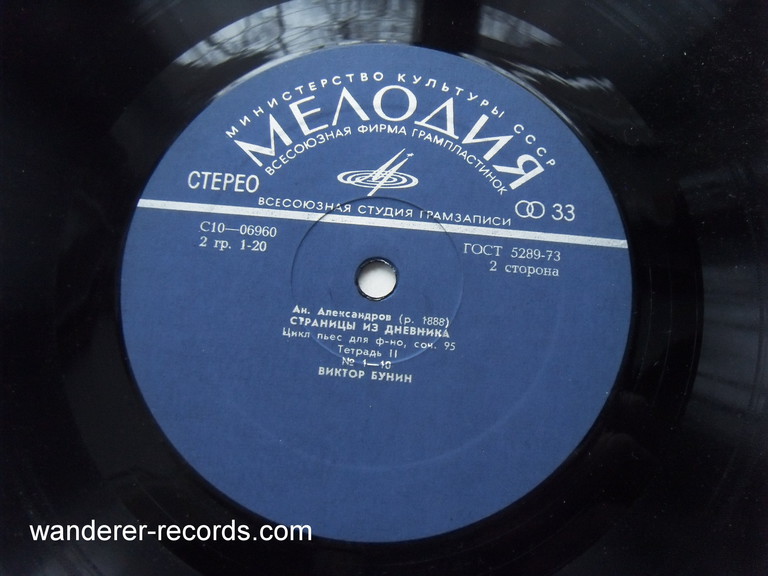 МИНИСТЕРСТВО КУЛЬТУРЫ СССР
МЕЛОДИЯ
ВСЕСОЮЗНАЯ ФИРМА ГРАМПЛАСТИНОК
СТЕРЕО
33
ВСЕСОЮЗНАЯ СТУДИЯ ГРАМЗАПИСИ
С10—06960
2 гр. 1-20
ГОСТ 5289-73
2 сторона
Ан. Александров (р. 1888)
СТРАНИЦЫ ИЗ ДНЕВНИКА
Цикл пьес для ф-но, соч. 95
Тетрадь II
№ 1—10
ВИКТОР БУНИН
wanderer-records.com